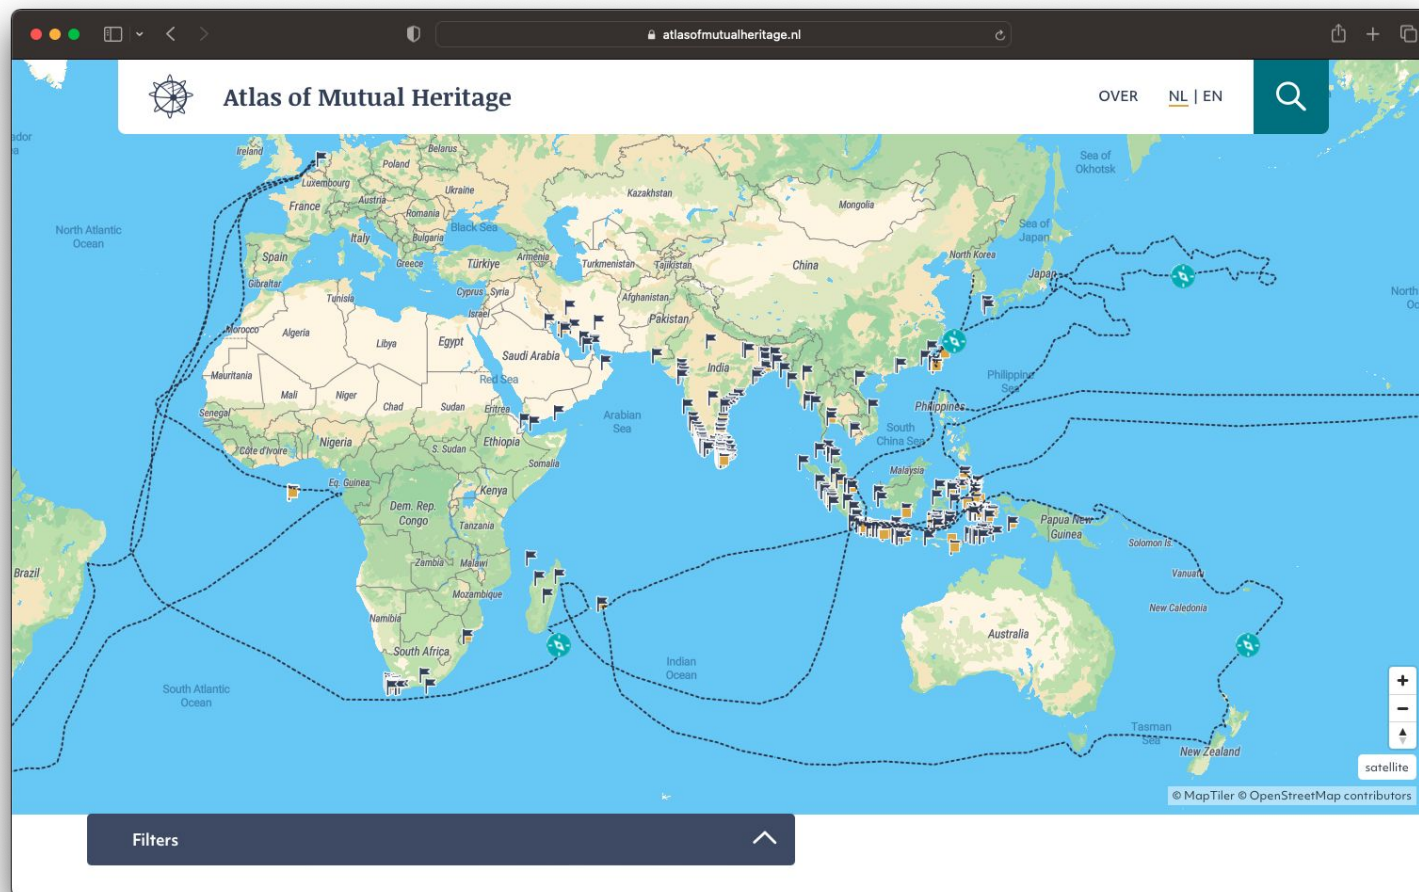 atlasofmutualheritage.nl
Atlas of Mutual Heritage
OVER
NL | EN
ador
a
Ireland
Belarus
Poland
Luxembourg
Ukraine
France
Austria
Romania
Kazakhstan
Mongolia
Sea of
Okhotsk
North Atlantic
Ocean
Italy
Bulgaria
Black Sea
Sea of
Japan
Spain
Greece
Türkiye
Armenia
Turkmenistan
Tajikistan
China
North Korea
Japan
Gibraltar
Tunisia
Cyprus
Syria
Israel
Afghanistan
North
Oc
Morocco
Algeria
Libya
Egypt
Pakistan
Saudi Arabia
India
Mauritania
Red Sea
Philippine
Sea
Mali
Niger
Chad
Sudan
Eritrea
Arabian
Sea
Philippines
Senegal
Côte d'Ivoire
Nigeria
S. Sudan
Ethiopia
South
China Sea
Somalia
Malaysia
Eq. Guinea
Kenya
Dem. Rep.
Congo
Tanzania
Papua New
Guinea
Solomon Is.
Brazil
Zambia
Malawi
Vanuatu
Mozambique
New Caledonia
Namibia
Australia
South Africa
Indian
Ocean
South Atlantic
Ocean
Tasman
Sea
New Zealand
+
−
satellite
© MapTiler © OpenStreetMap contributors
Filters